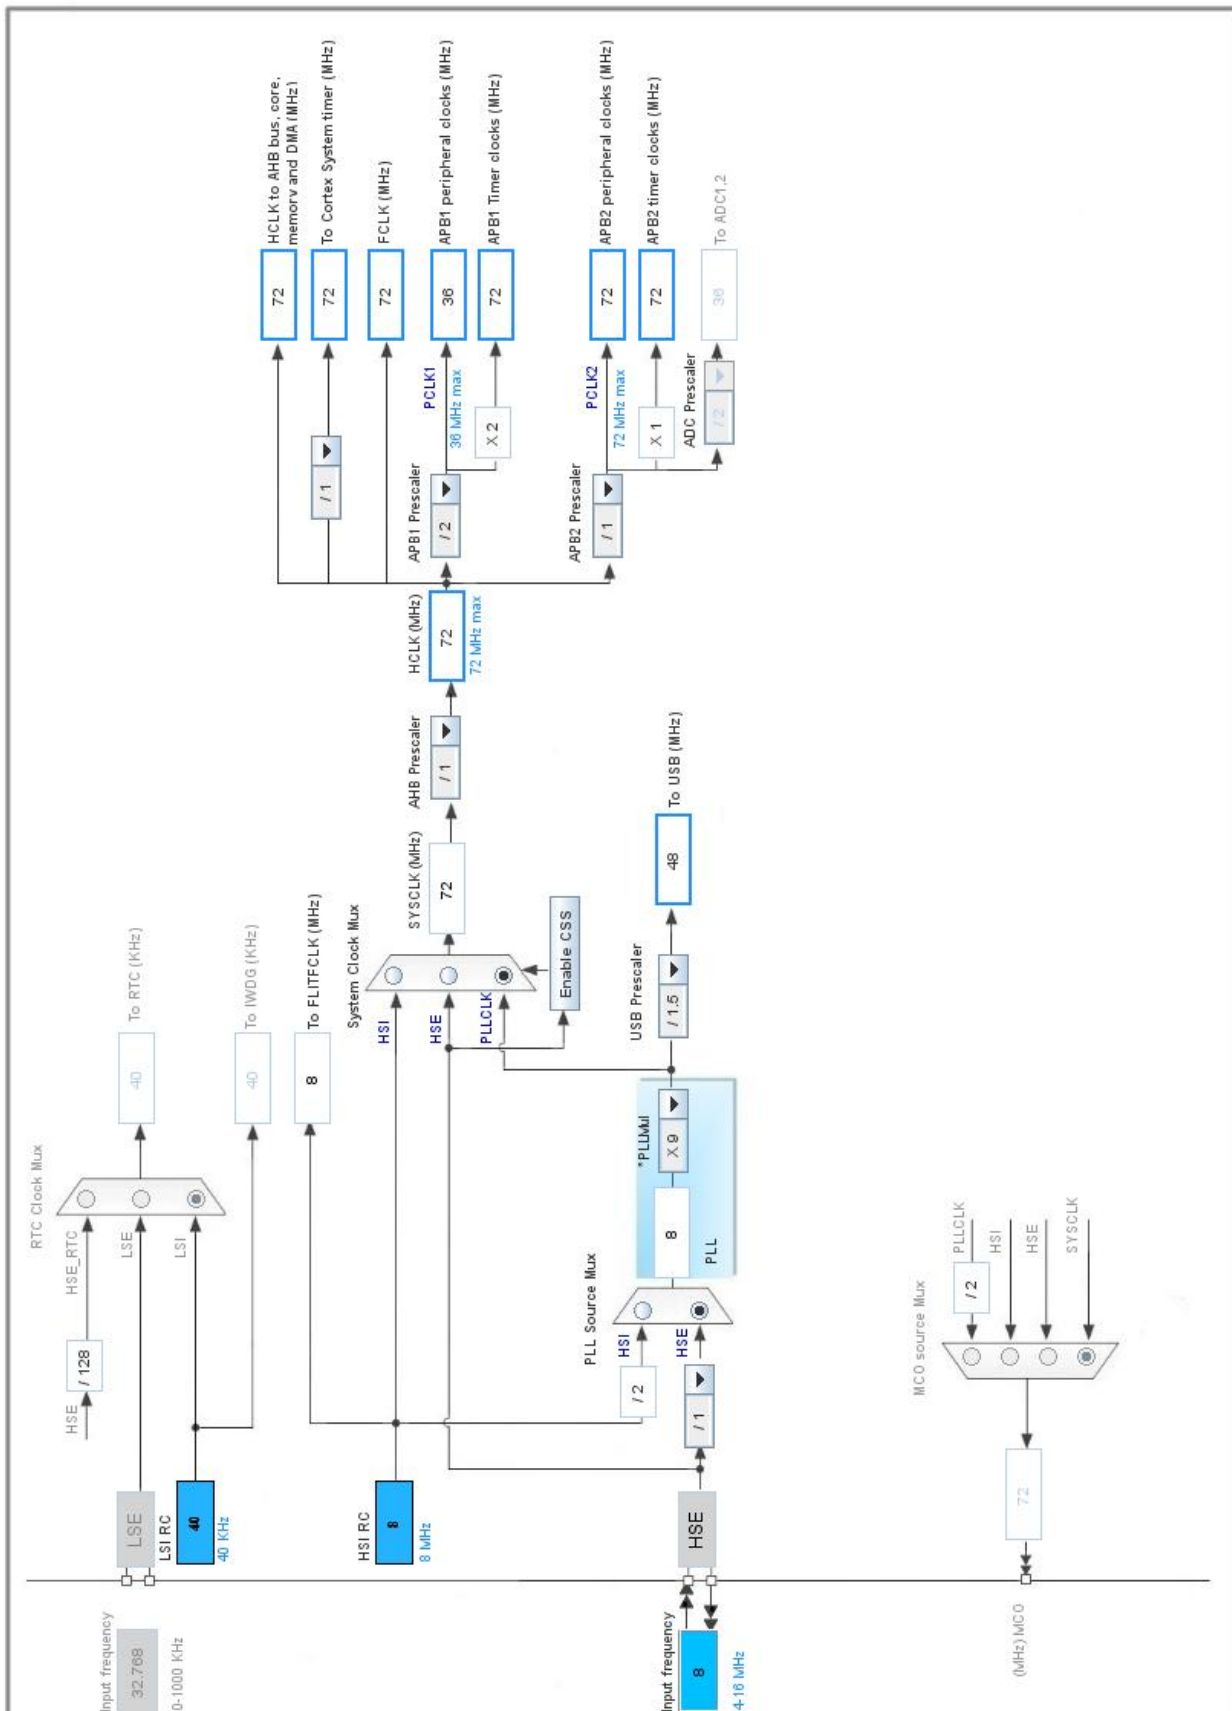 RTC Clock Mux
HSE
/ 128
HSE_RTC
Input frequency
32.768
0-1000 KHz
LSE
LSE
40
To RTC (KHz)
LSI RC
40
40 KHz
LSI
40
To IWDG (KHz)
HSI RC
8
8 MHz
8
To FLITFCLK (MHz)
System Clock Mux
HSI
HSE
PLLCLK
Enable CSS
SYSCLK (MHz)
72
AHB Prescaler
/ 1
HCLK (MHz)
72
72 MHz max
72
HCLK to AHB bus, core,
memory and DMA (MHz)
/ 1
72
To Cortex System timer (MHz)
72
FCLK (MHz)
APB1 Prescaler
/ 2
PCLK1
36 MHz max
36
APB1 peripheral clocks (MHz)
X 2
72
APB1 Timer clocks (MHz)
APB2 Prescaler
/ 1
PCLK2
72 MHz max
72
APB2 peripheral clocks (MHz)
X 1
72
APB2 timer clocks (MHz)
ADC Prescaler
/ 2
36
To ADC1,2
PLL Source Mux
HSI
/ 2
Input frequency
8
4-16 MHz
HSE
/ 1
HSE
8
*PLLMul
X 9
PLL
USB Prescaler
/ 1.5
48
To USB (MHz)
MCO source Mux
PLLCLK
/ 2
HSI
HSE
SYSCLK
72
(MHz) MCO